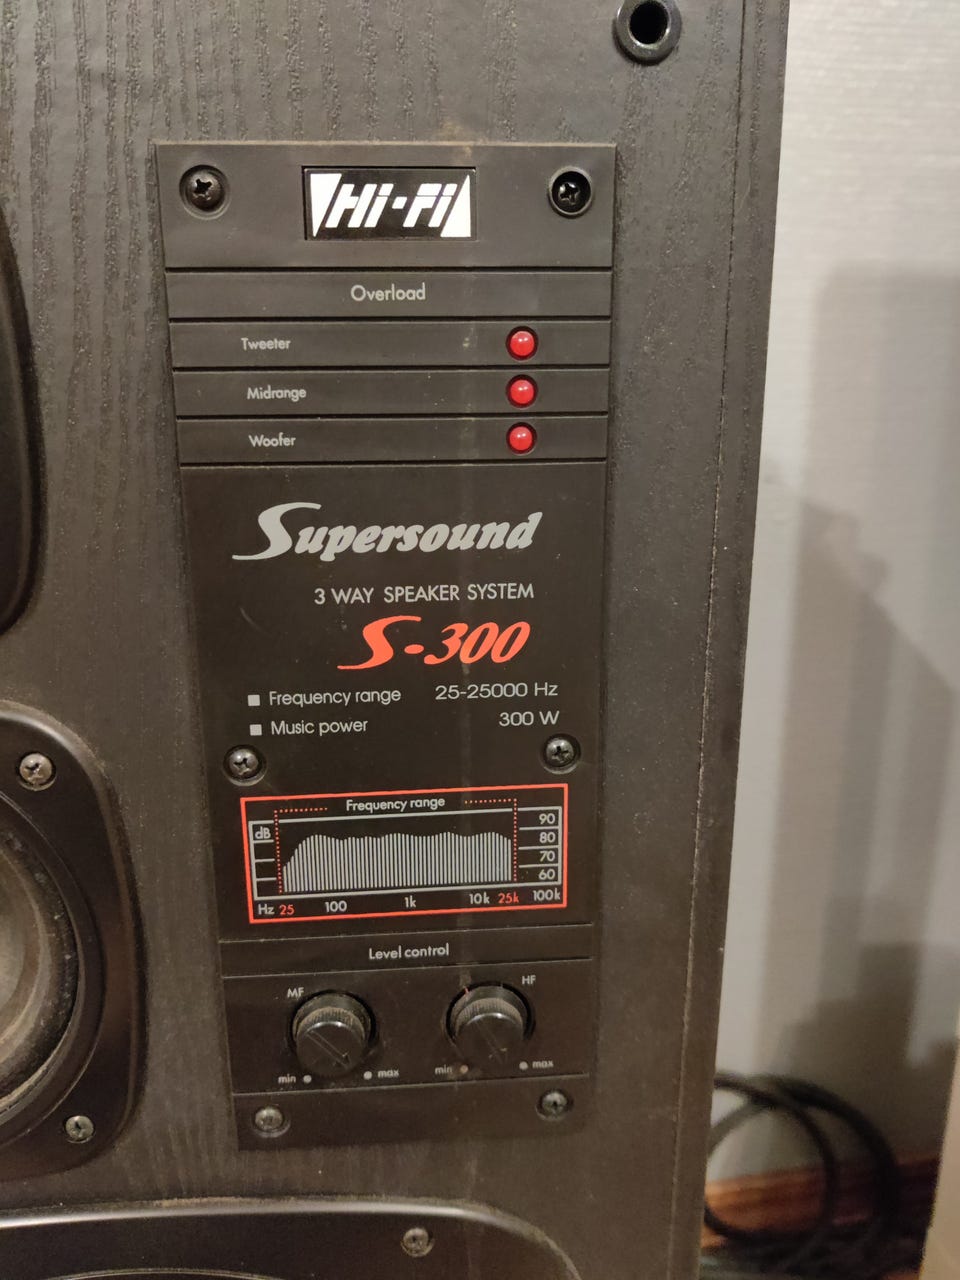 Hi-Fi
Overload
Tweeter
Midrange
Woofer
Supersound
3 WAY SPEAKER SYSTEM
S-300
Frequency range 25-25000 Hz
Music power 300 W
Frequency range
dB 90
80
70
60
Hz 25 100 1k 10k 25k 100k
Level control
MF HF
min max min max